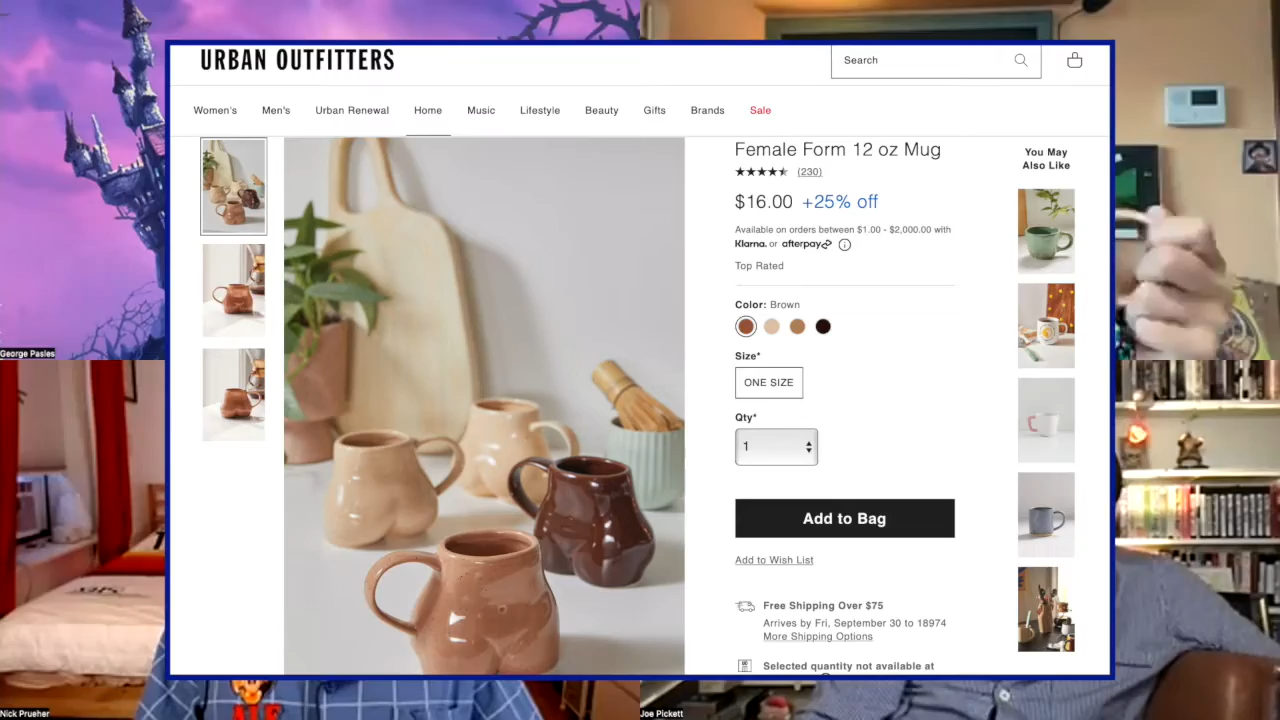 URBAN OUTFITTERS
Search
Women's Men's Urban Renewal Home Music Lifestyle Beauty Gifts Brands Sale
Female Form 12 oz Mug
(230)
$16.00 +25% off
Available on orders between $1.00 - $2,000.00 with
Klarna. or afterpay
Top Rated
Color: Brown
Size*
ONE SIZE
Qty*
1
Add to Bag
Add to Wish List
Free Shipping Over $75
Arrives by Fri, September 30 to 18974
More Shipping Options
Selected quantity not available at
You May
Also Like
George Pasles
Nick Prueher
ALF
Joe Pickett